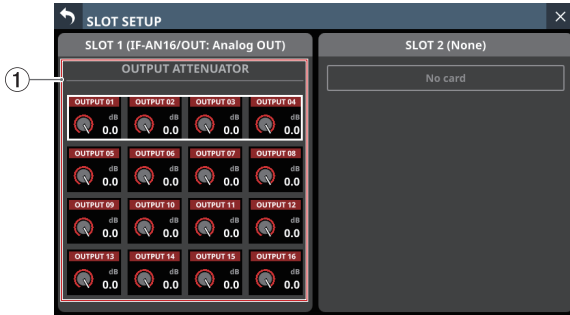 SLOT SETUP
SLOT 1 (IF-AN16/OUT: Analog OUT)
SLOT 2 (None)
1
OUTPUT ATTENUATOR
No card
OUTPUT 01 OUTPUT 02 OUTPUT 03 OUTPUT 04
dB dB dB dB
0.0 0.0 0.0 0.0
OUTPUT 05 OUTPUT 06 OUTPUT 07 OUTPUT 08
dB dB dB dB
0.0 0.0 0.0 0.0
OUTPUT 09 OUTPUT 10 OUTPUT 11 OUTPUT 12
dB dB dB dB
0.0 0.0 0.0 0.0
OUTPUT 13 OUTPUT 14 OUTPUT 15 OUTPUT 16
dB dB dB dB
0.0 0.0 0.0 0.0